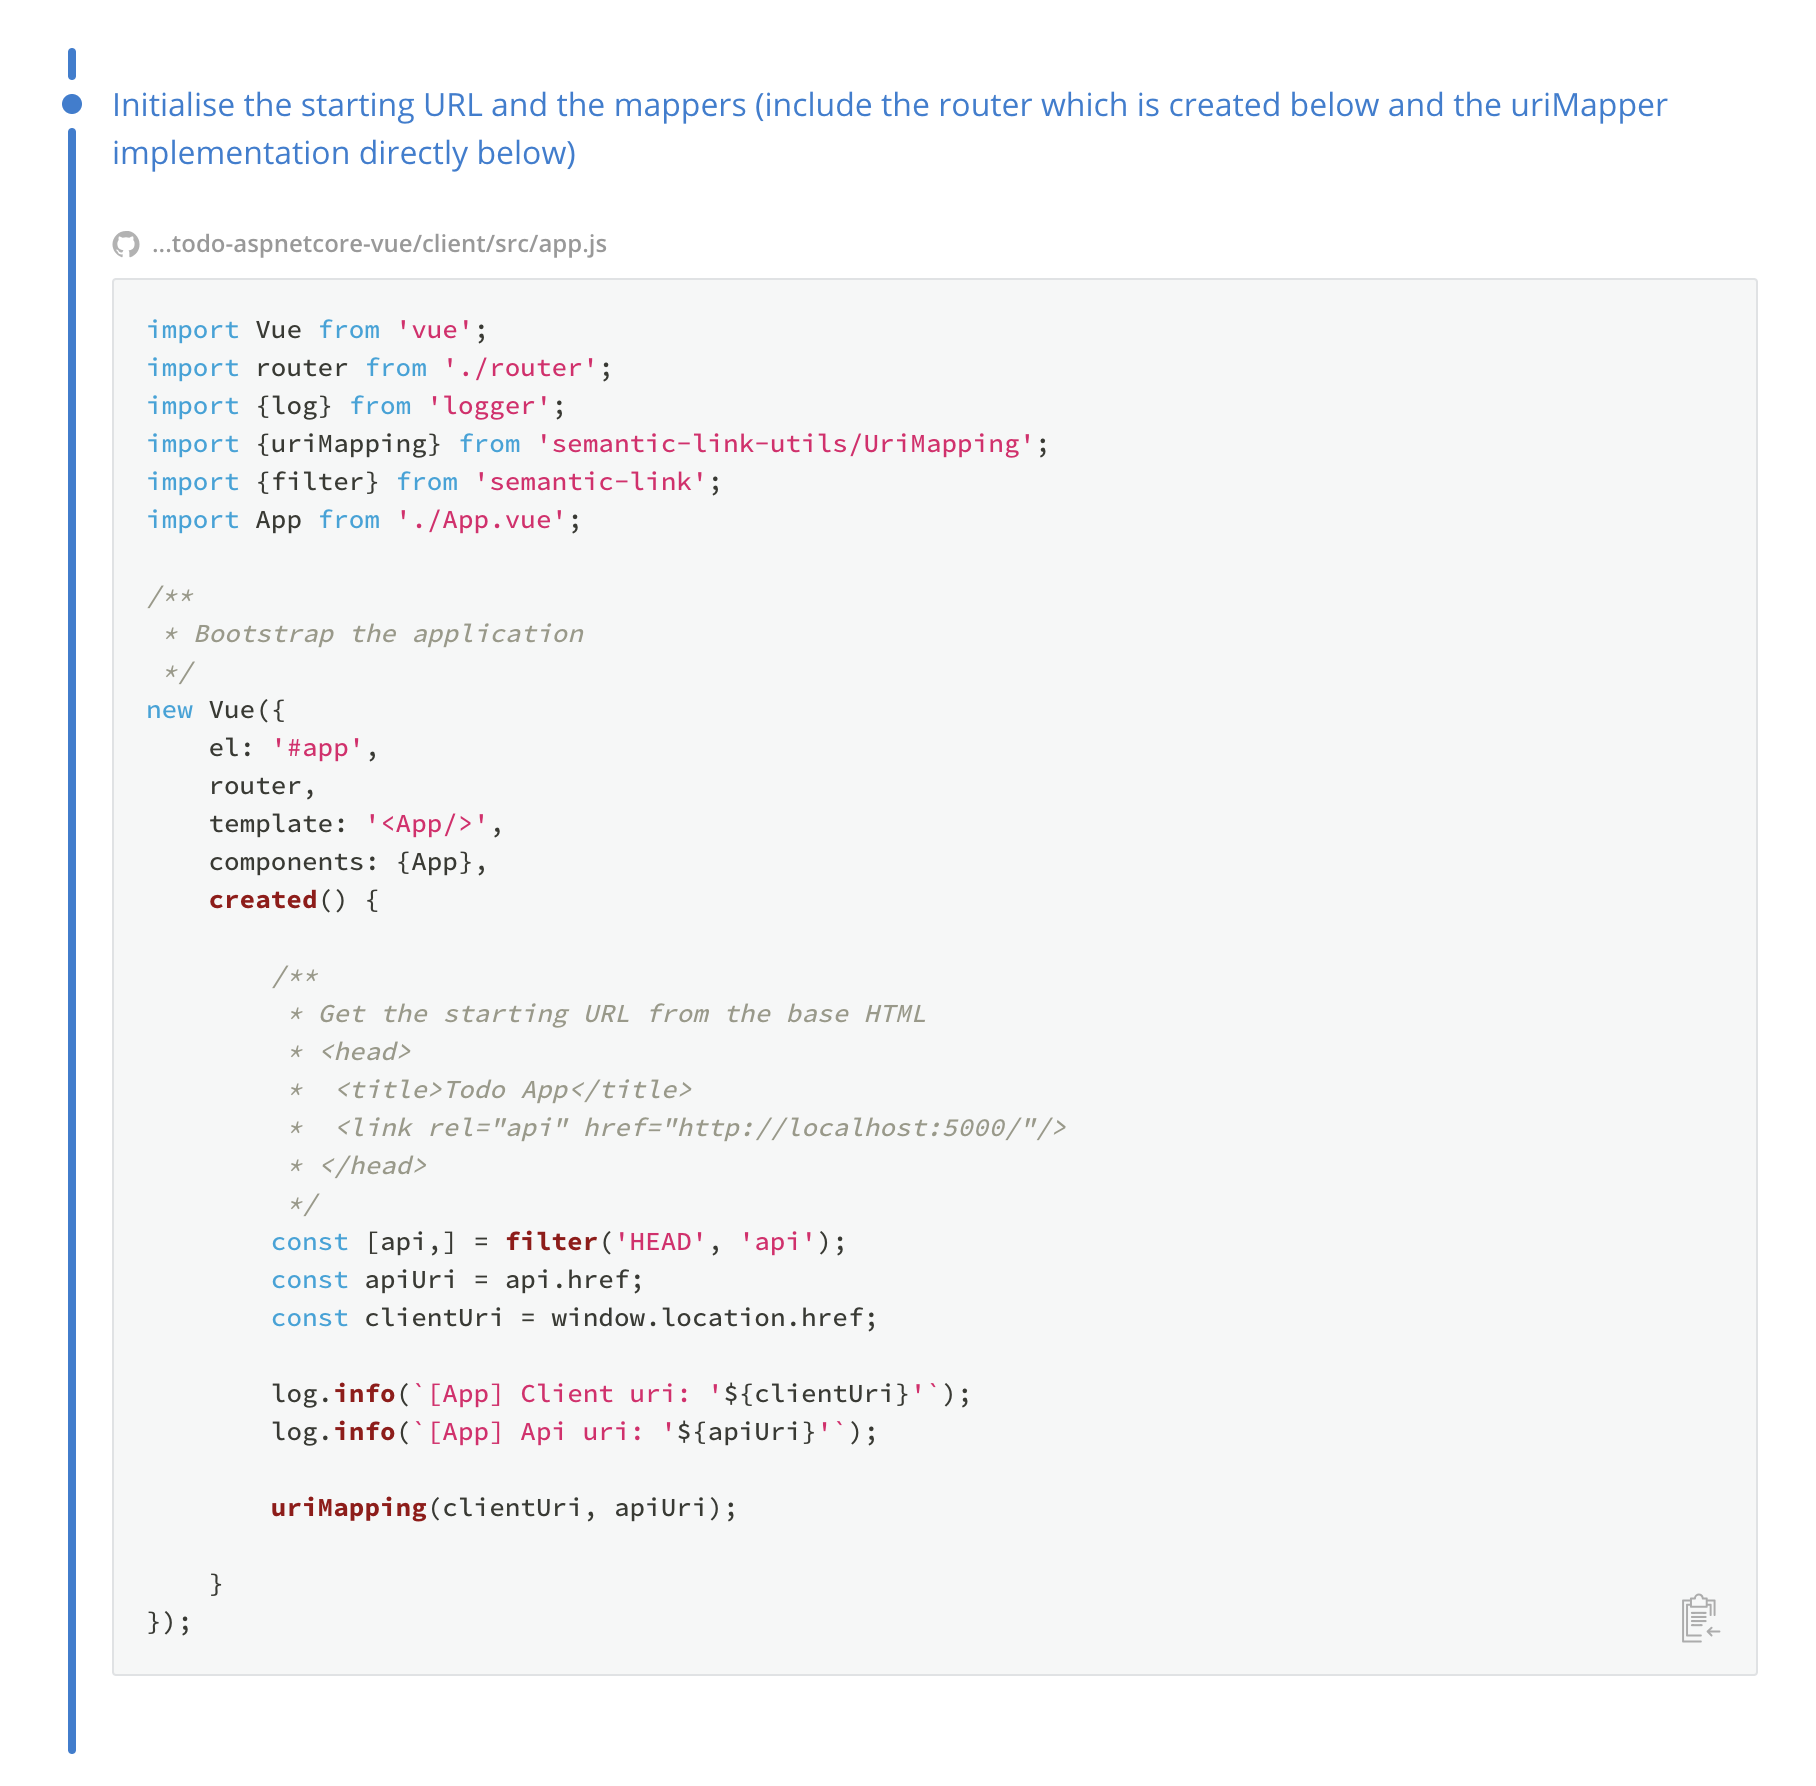 Initialise the starting URL and the mappers (include the router which is created below and the uriMapper
implementation directly below)
...todo-aspnetcore-vue/client/src/app.js
import Vue from 'vue';
import router from './router';
import {log} from 'logger';
import {uriMapping} from 'semantic-link-utils/UriMapping';
import {filter} from 'semantic-link';
import App from './App.vue';
/**
 * Bootstrap the application
 */
new Vue({
    el: '#app',
    router,
    template: '<App/>',
    components: {App},
    created() {
        /**
         * Get the starting URL from the base HTML
         * <head>
         *  <title>Todo App</title>
         *  <link rel="api" href="http://localhost:5000/"/>
         * </head>
         */
        const [api,] = filter('HEAD', 'api');
        const apiUri = api.href;
        const clientUri = window.location.href;
        log.info(`[App] Client uri: '${clientUri}'`);
        log.info(`[App] Api uri: '${apiUri}'`);
        uriMapping(clientUri, apiUri);
    }
});